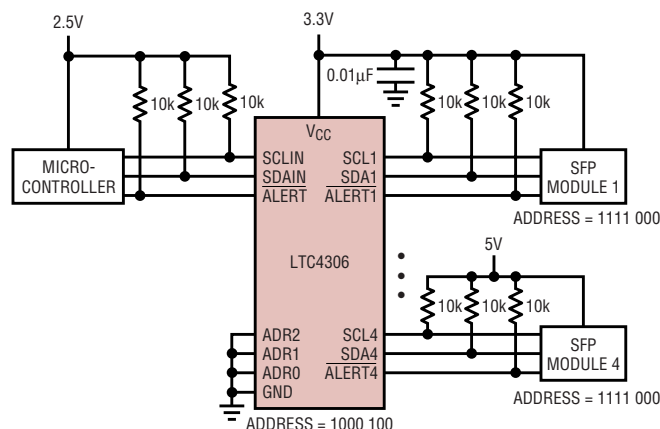 2.5V
3.3V
0.01µF
10k
10k
10k
10k
10k
10k
VCC
MICRO-
CONTROLLER
SCLIN
SDAIN
ALERT
SCL1
SDA1
ALERT1
SFP
MODULE 1
ADDRESS = 1111 000
LTC4306
5V
10k
10k
10k
ADR2
ADR1
ADR0
GND
SCL4
SDA4
ALERT4
SFP
MODULE 4
ADDRESS = 1111 000
ADDRESS = 1000 100